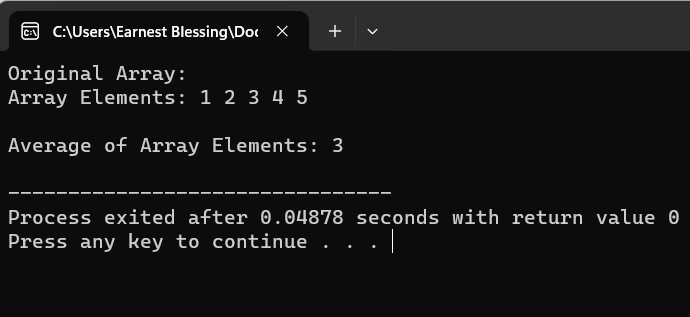 C:\Users\Earnest Blessing\Doc
Original Array:
Array Elements: 1 2 3 4 5
Average of Array Elements: 3
--------------------------------
Process exited after 0.04878 seconds with return value 0
Press any key to continue . . .